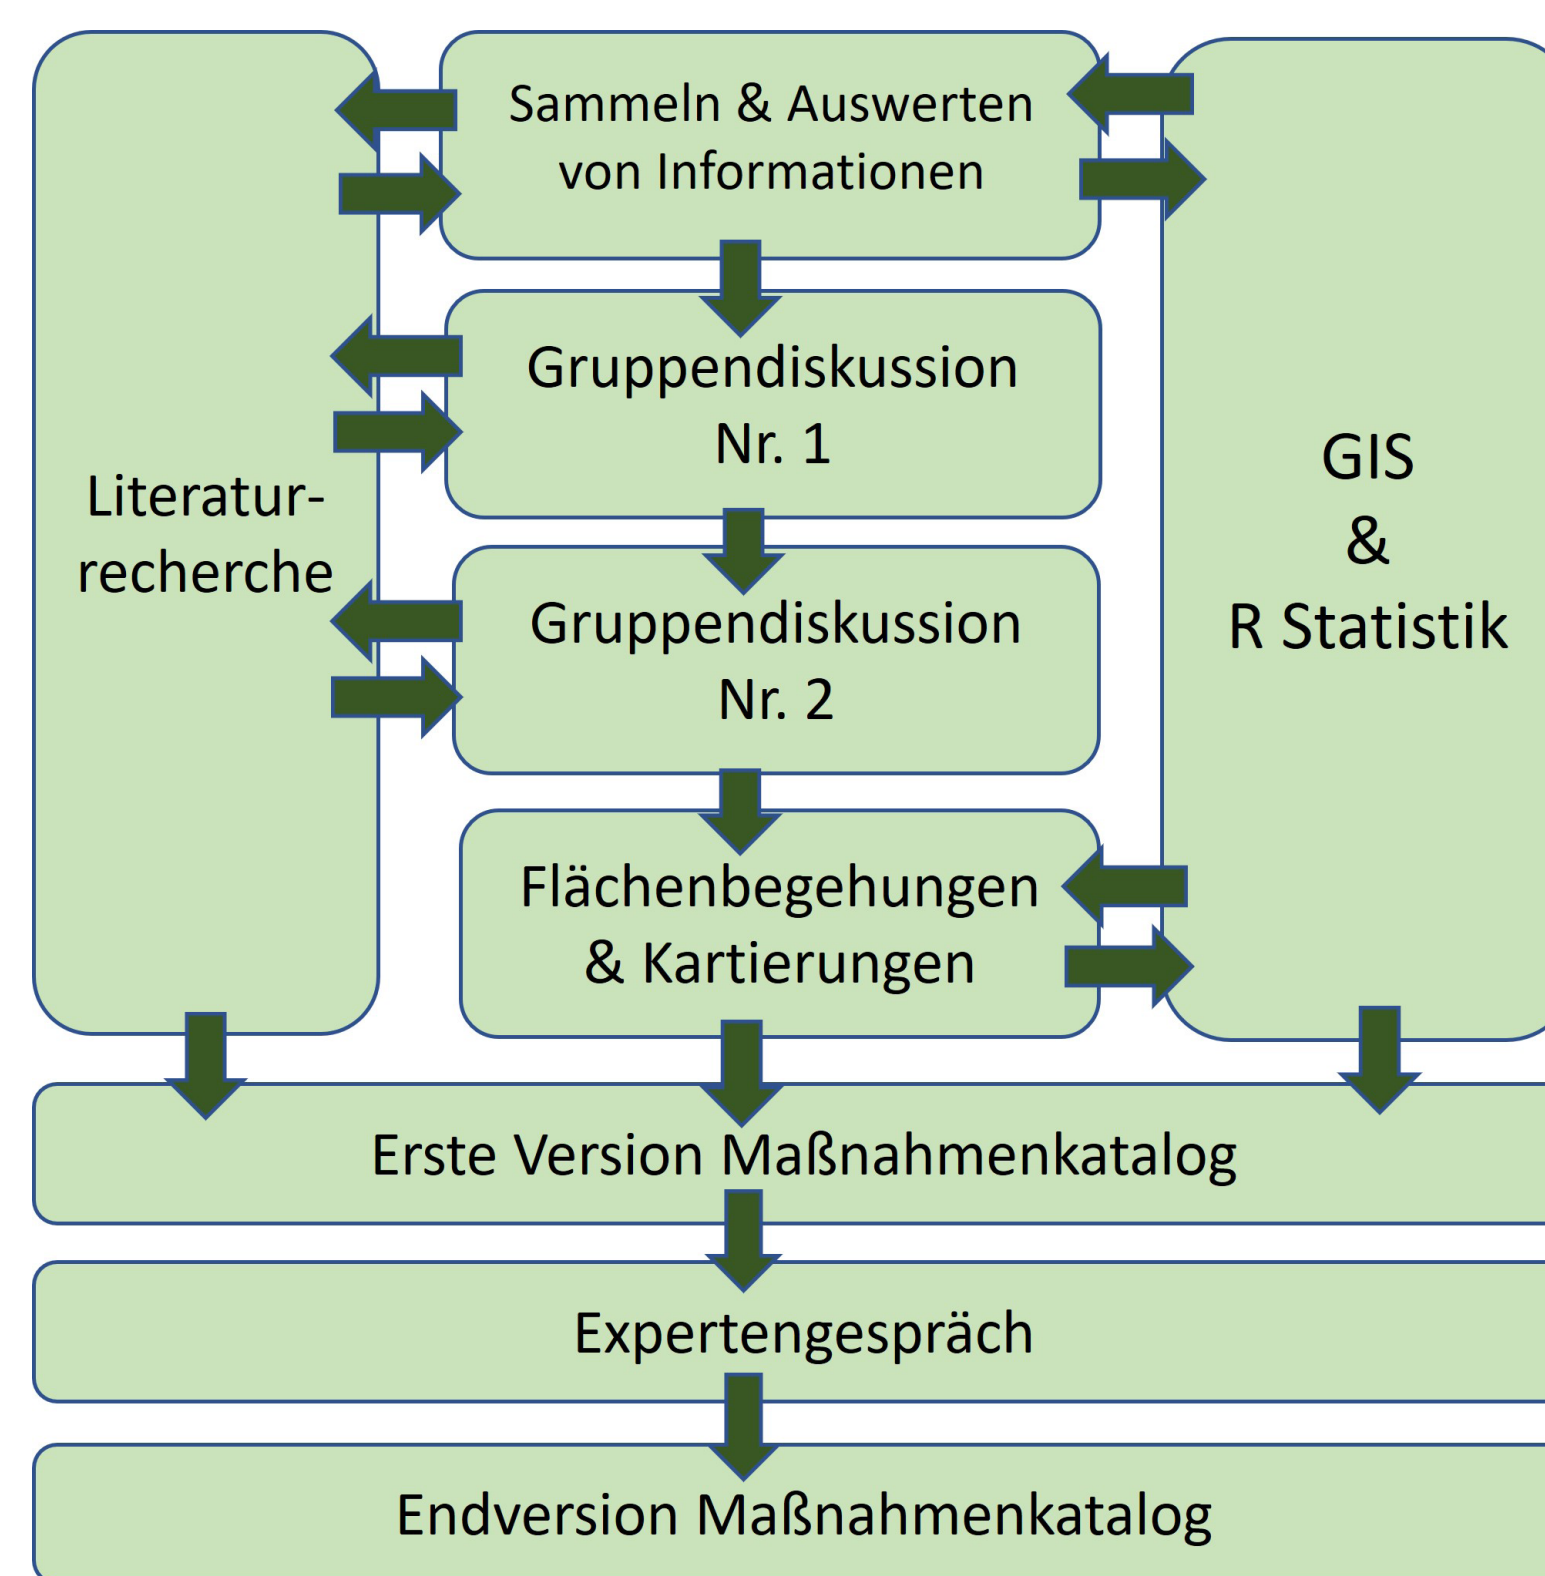 Sammeln & Auswerten
von Informationen
Gruppendiskussion
Nr. 1
Literatur-
recherche
GIS
&
R Statistik
Gruppendiskussion
Nr. 2
Flächenbegehungen
& Kartierungen
Erste Version Maßnahmenkatalog
Expertengespräch
Endversion Maßnahmenkatalog